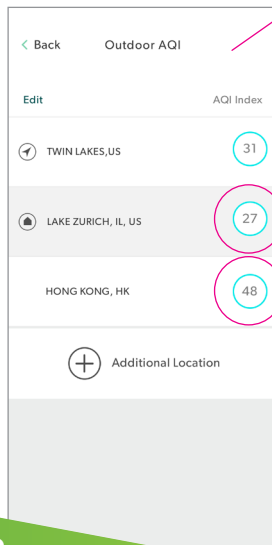 Back Outdoor AQI
Edit AQI Index
TWIN LAKES,US 31
LAKE ZURICH, IL, US 27
HONG KONG, HK 48
Additional Location